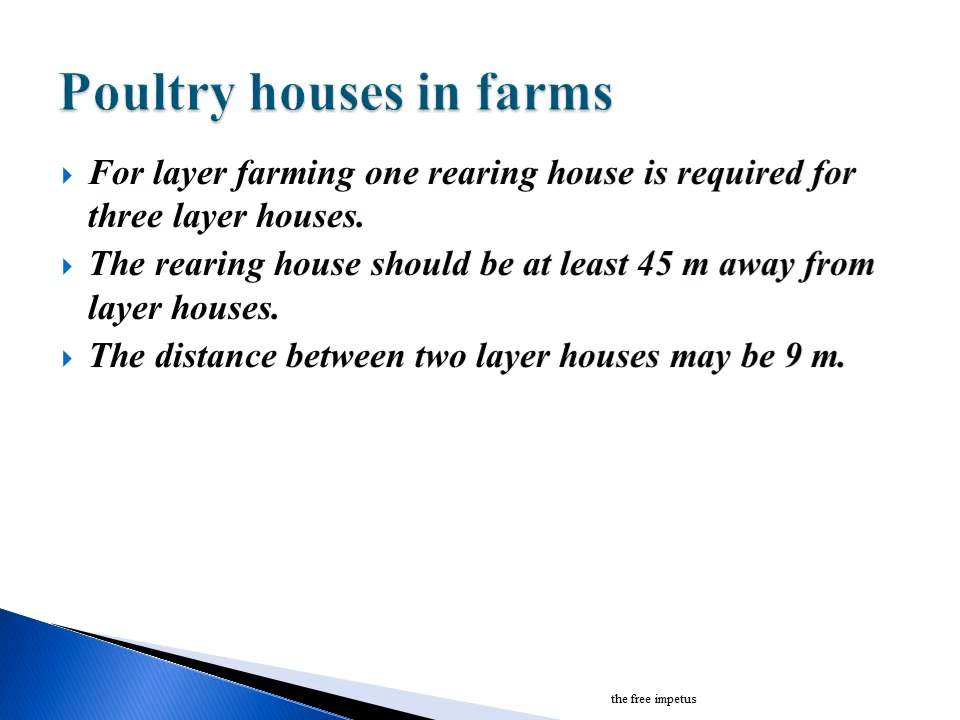 Poultry houses in farms
For layer farming one rearing house is required for
three layer houses.
The rearing house should be at least 45 m away from
layer houses.
The distance between two layer houses may be 9 m.
the free impetus